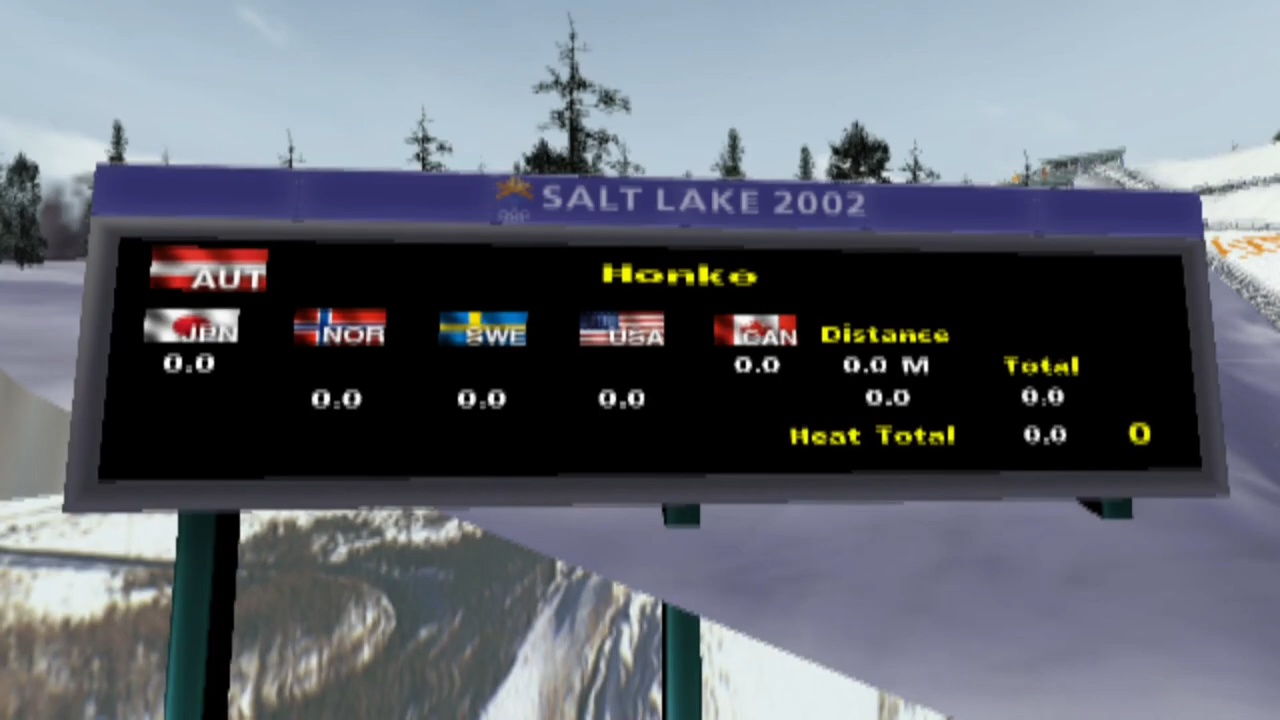 SALT LAKE 2002
AUT Honko
JPN NOR SWE USA CAN Distance
0.0 0.0 0.0 M Total
0.0 0.0 0.0 0.0 0.0
Heat Total 0.0 0